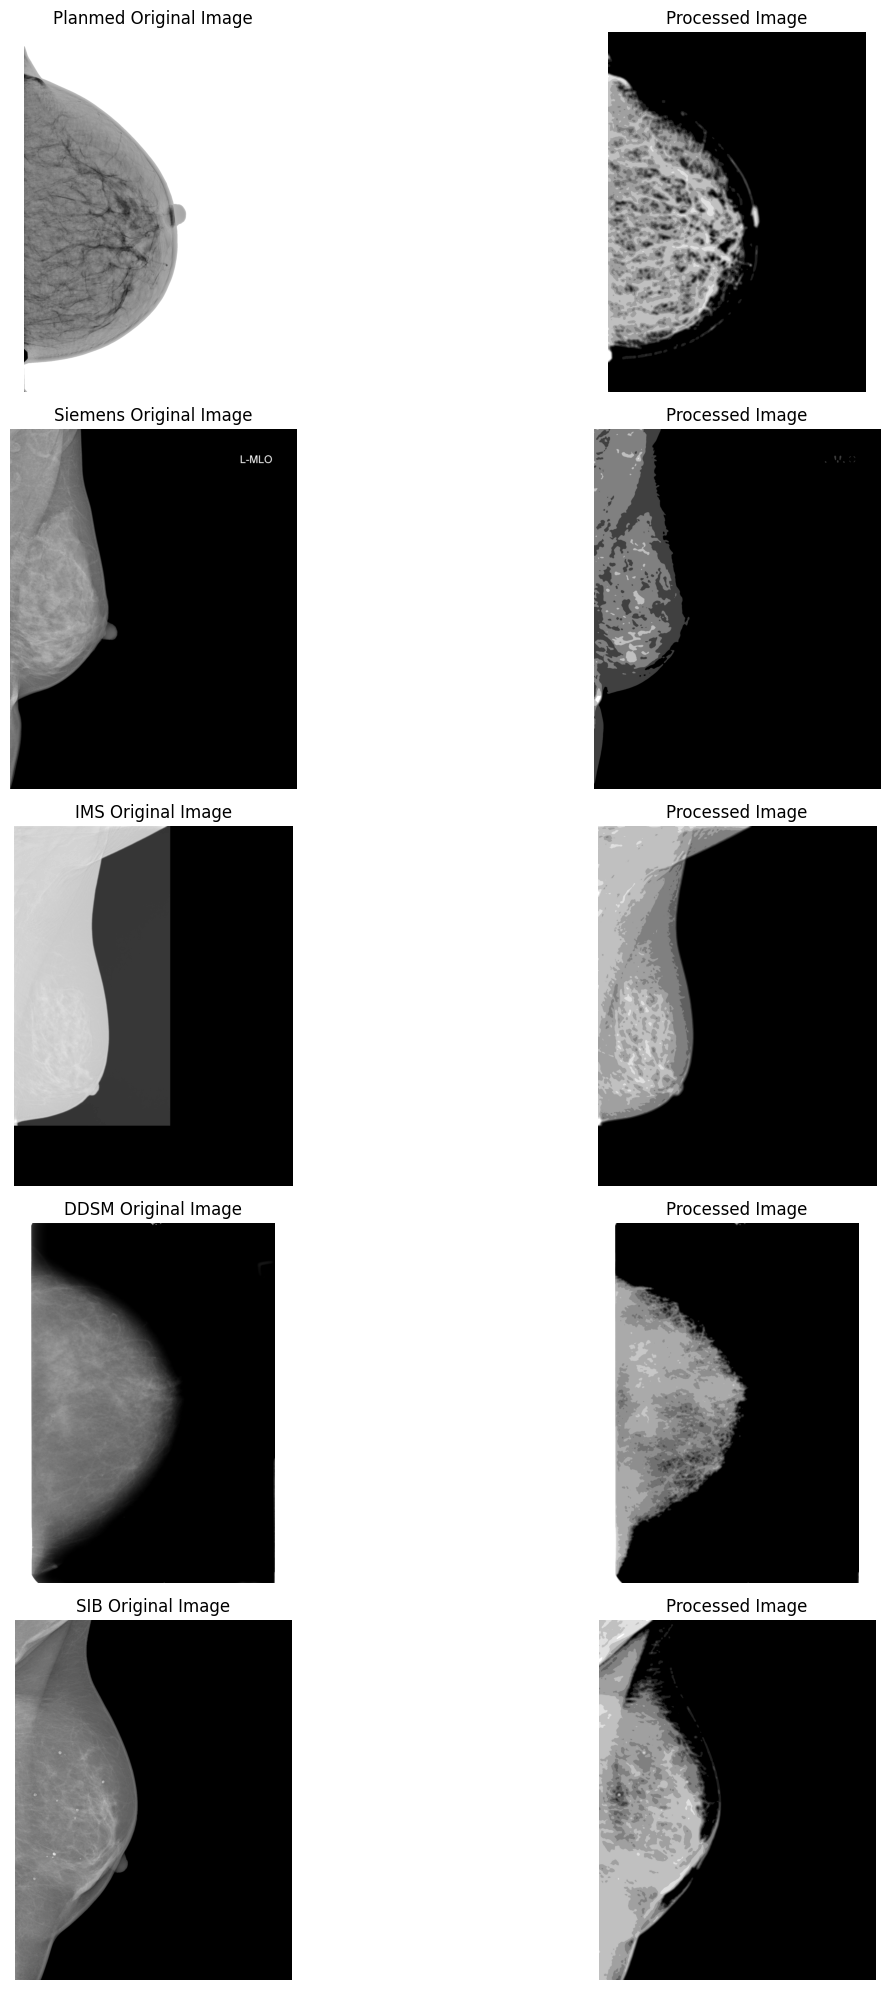 Planmed Original Image
Processed Image
Siemens Original Image
Processed Image
L-MLO
IMS Original Image
Processed Image
DDSM Original Image
Processed Image
SIB Original Image
Processed Image